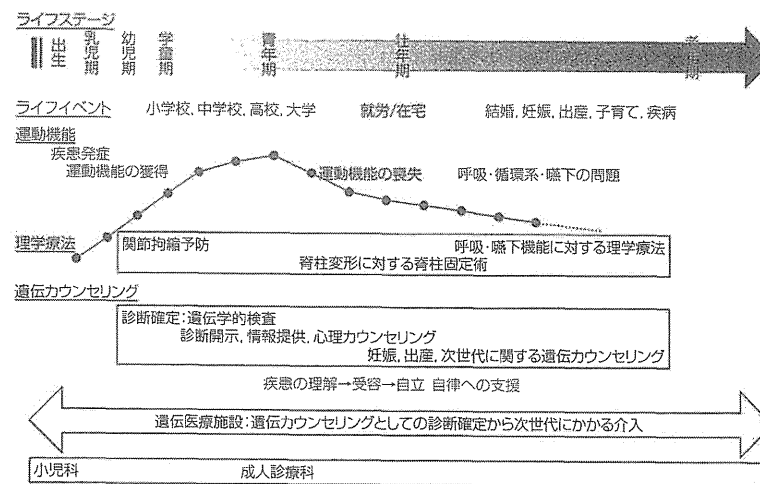 ライフステージ
出生 乳児期 幼児期 学童期 青年期 壮年期 老年期
ライフイベント 小学校, 中学校, 高校, 大学 就労/在宅 結婚, 妊娠, 出産, 子育て, 疾病
運動機能
疾患発症
運動機能の獲得
運動機能の喪失 呼吸・循環系・嚥下の問題
理学療法
関節拘縮予防 呼吸・嚥下機能に対する理学療法
脊柱変形に対する脊柱固定術
遺伝カウンセリング
診断確定:遺伝学的検査
診断開示, 情報提供, 心理カウンセリング
妊娠, 出産, 次世代に関する遺伝カウンセリング
疾患の理解→受容→自立 自律への支援
遺伝医療施設:遺伝カウンセリングとしての診断確定から次世代にかかる介入
小児科 成人診療科